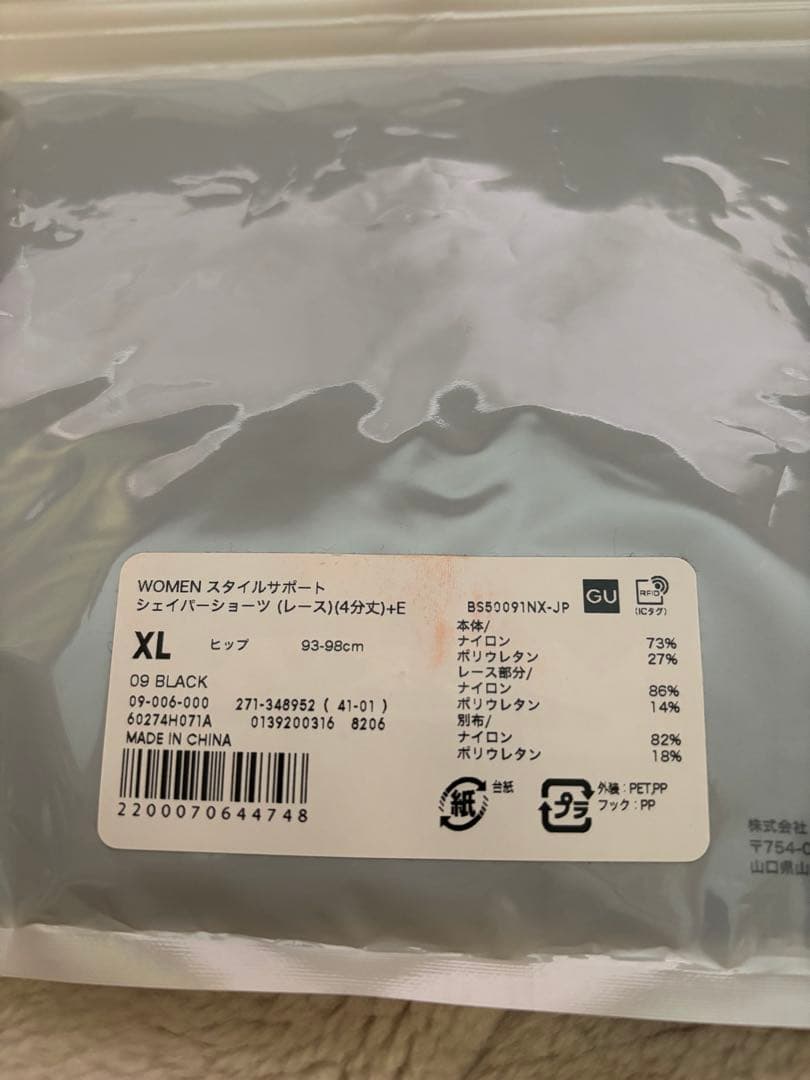 WOMEN スタイルサポート
シェイパーショーツ (レース)(4分丈)+E
XL ヒップ 93-98cm
09 BLACK
09-006-000 271-348952 ( 41-01 )
60274H071A 0139200316 8206
MADE IN CHINA
2200070644748
BS50091NX-JP GU RFID
(ICタグ)
本体/
ナイロン 73%
ポリウレタン 27%
レース部分/
ナイロン 86%
ポリウレタン 14%
別布/
ナイロン 82%
ポリウレタン 18%
紙 台紙
プラ 外装:PET,PP
フック:PP
株式会社
〒754-0
山口県山